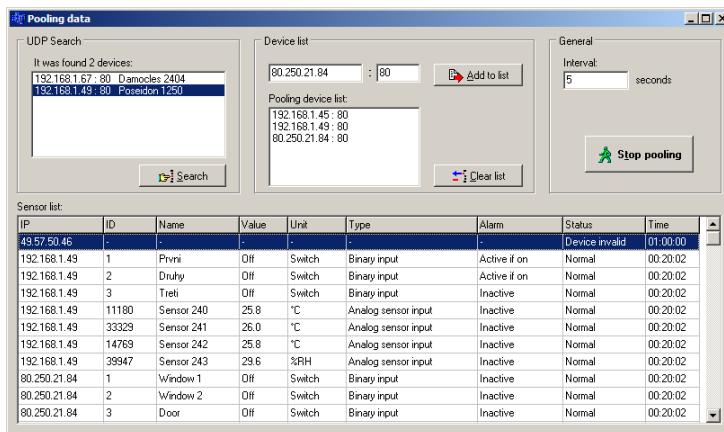 Pooling data
UDP Search
It was found 2 devices:
192.168.1.67 : 80 Damocles 2404
192.168.1.49 : 80 Poseidon 1250
Search
Device list
80.250.21.84 : 80
Add to list
Pooling device list:
192.168.1.45 : 80
192.168.1.49 : 80
80.250.21.84 : 80
Clear list
General
Interval:
5 seconds
Stop pooling
Sensor list:
IP ID Name Value Unit Type Alarm Status Time
49.57.50.46 - - - - - - Device invalid 01:00:00
192.168.1.49 1 Prvni Off Switch Binary input Active if on Normal 00:20:02
192.168.1.49 2 Druhy Off Switch Binary input Active if on Normal 00:20:02
192.168.1.49 3 Treti Off Switch Binary input Inactive Normal 00:20:02
192.168.1.49 11180 Sensor 240 25.8 °C Analog sensor input Inactive Normal 00:20:02
192.168.1.49 33329 Sensor 241 26.0 °C Analog sensor input Inactive Normal 00:20:02
192.168.1.49 14769 Sensor 242 25.8 °C Analog sensor input Inactive Normal 00:20:02
192.168.1.49 39947 Sensor 243 29.6 %RH Analog sensor input Inactive Normal 00:20:02
80.250.21.84 1 Window 1 Off Switch Binary input Inactive Normal 00:20:02
80.250.21.84 2 Window 2 Off Switch Binary input Inactive Normal 00:20:02
80.250.21.84 3 Door Off Switch Binary input Inactive Normal 00:20:02